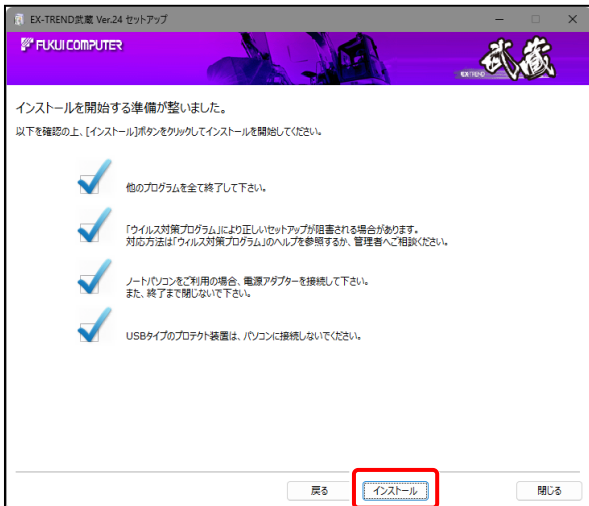 EX-TREND武蔵 Ver.24 セットアップ
FUKUI COMPUTER
EX-TREND 武蔵
インストールを開始する準備が整いました。
以下を確認の上、[インストール]ボタンをクリックしてインストールを開始してください。
他のプログラムを全て終了して下さい。
「ウイルス対策プログラム」により正しいセットアップが阻害される場合があります。
対応方法は「ウィルス対策プログラム」のヘルプを参照するか、管理者へご相談ください。
ノートパソコンをご利用の場合、電源アダプターを接続して下さい。
また、終了まで閉じないで下さい。
USBタイプのプロテクト装置は、パソコンに接続しないでください。
戻る
インストール
閉じる